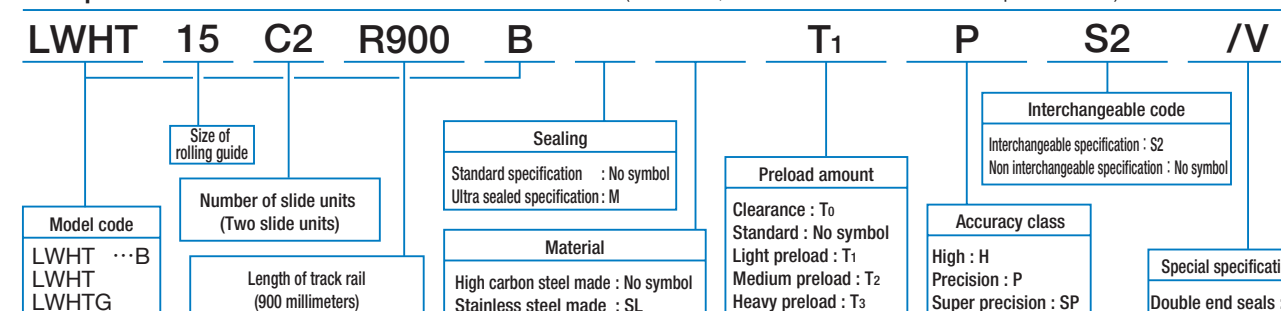 LWHT 15 C2 R900 B T1 P S2 /V
Size of
rolling guide
Number of slide units
(Two slide units)
Model code
LWHT …B
LWHT
LWHTG
Length of track rail
(900 millimeters)
Sealing
Standard specification : No symbol
Ultra sealed specification : M
Material
High carbon steel made : No symbol
Stainless steel made : SL
Preload amount
Clearance : T0
Standard : No symbol
Light preload : T1
Medium preload : T2
Heavy preload : T3
Interchangeable code
Interchangeable specification : S2
Non interchangeable specification : No symbol
Accuracy class
High : H
Precision : P
Super precision : SP
Special specificati
Double end seals :